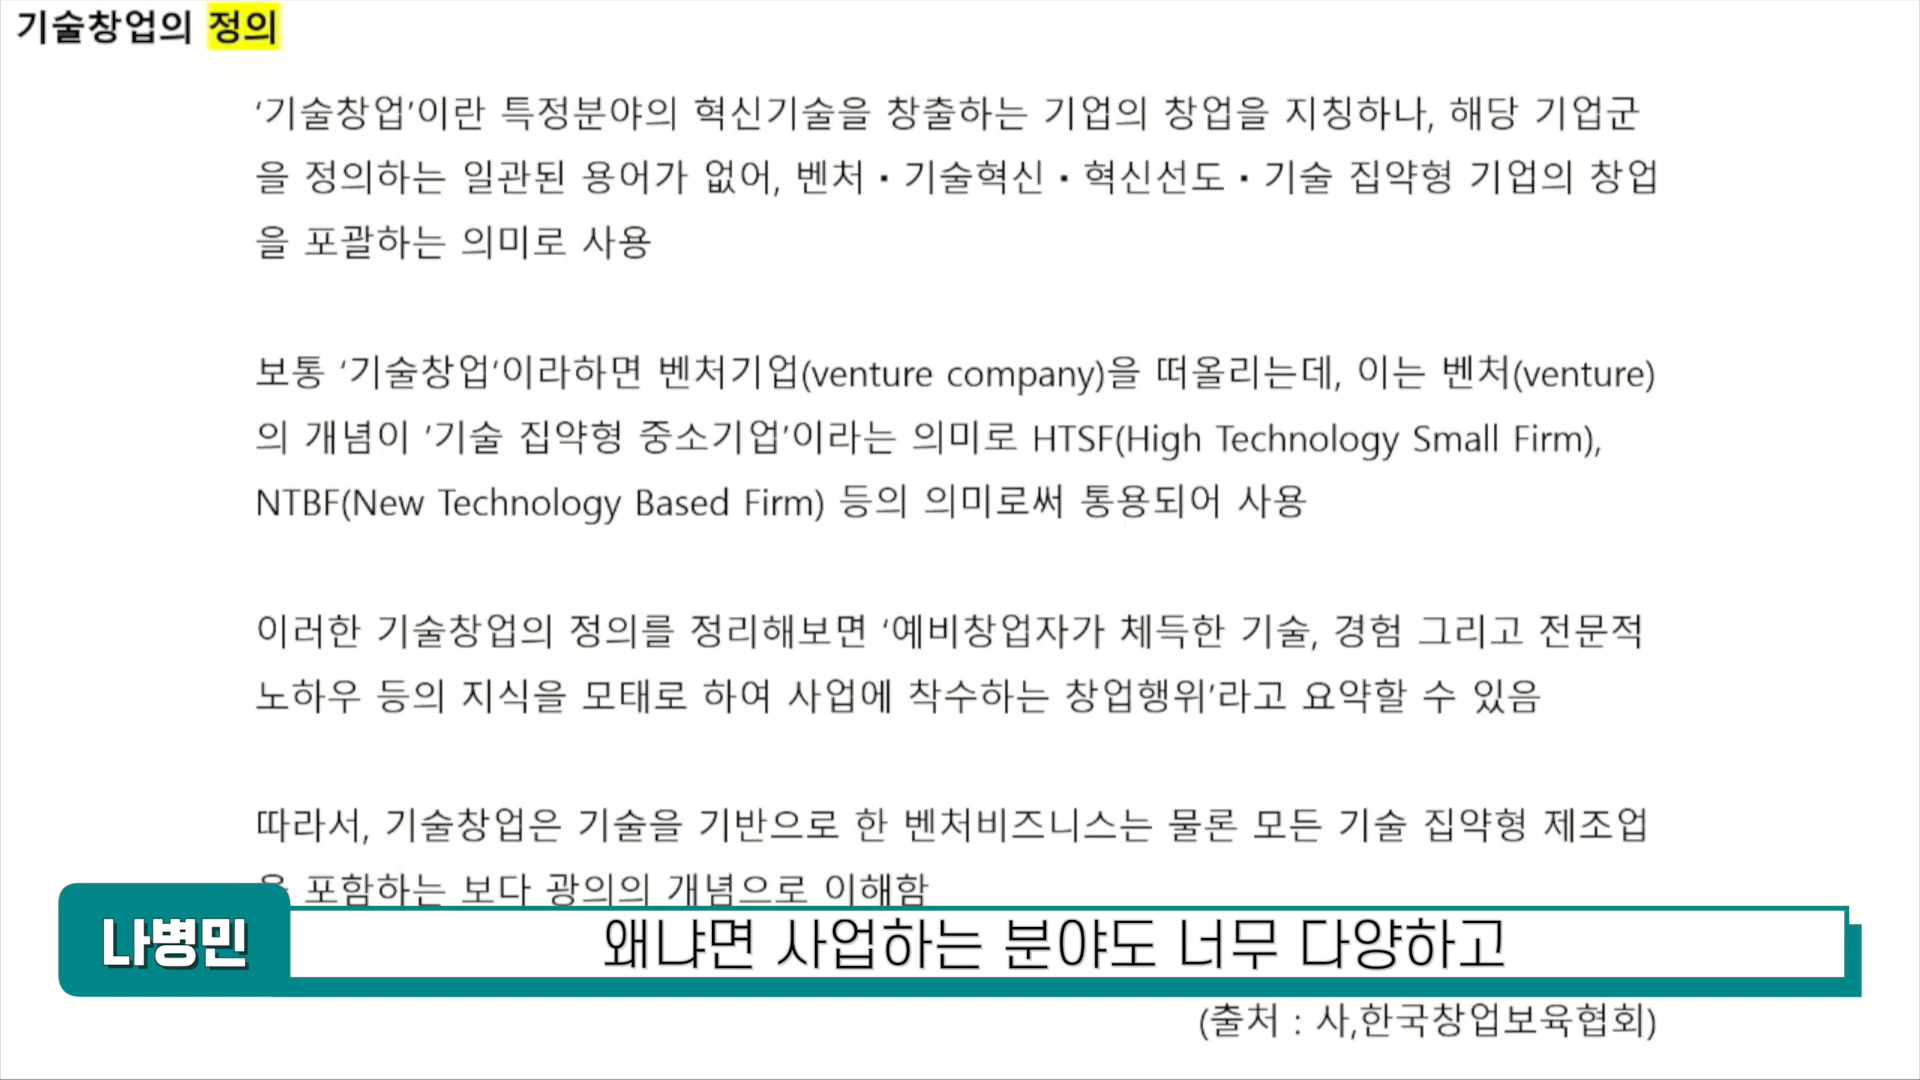 기술창업의 정의
‘기술창업’이란 특정분야의 혁신기술을 창출하는 기업의 창업을 지칭하나, 해당 기업군
을 정의하는 일관된 용어가 없어, 벤처 · 기술혁신 · 혁신선도 · 기술 집약형 기업의 창업
을 포괄하는 의미로 사용
보통 ‘기술창업‘이라하면 벤처기업(venture company)을 떠올리는데, 이는 벤처(venture)
의 개념이 ’기술 집약형 중소기업’이라는 의미로 HTSF(High Technology Small Firm),
NTBF(New Technology Based Firm) 등의 의미로써 통용되어 사용
이러한 기술창업의 정의를 정리해보면 ‘예비창업자가 체득한 기술, 경험 그리고 전문적
노하우 등의 지식을 모태로 하여 사업에 착수하는 창업행위’라고 요약할 수 있음
따라서, 기술창업은 기술을 기반으로 한 벤처비즈니스는 물론 모든 기술 집약형 제조업
포함하는 보다 광의의 개념으로 이해함
나병민
왜냐면 사업하는 분야도 너무 다양하고
(출처 : 사,한국창업보육협회)